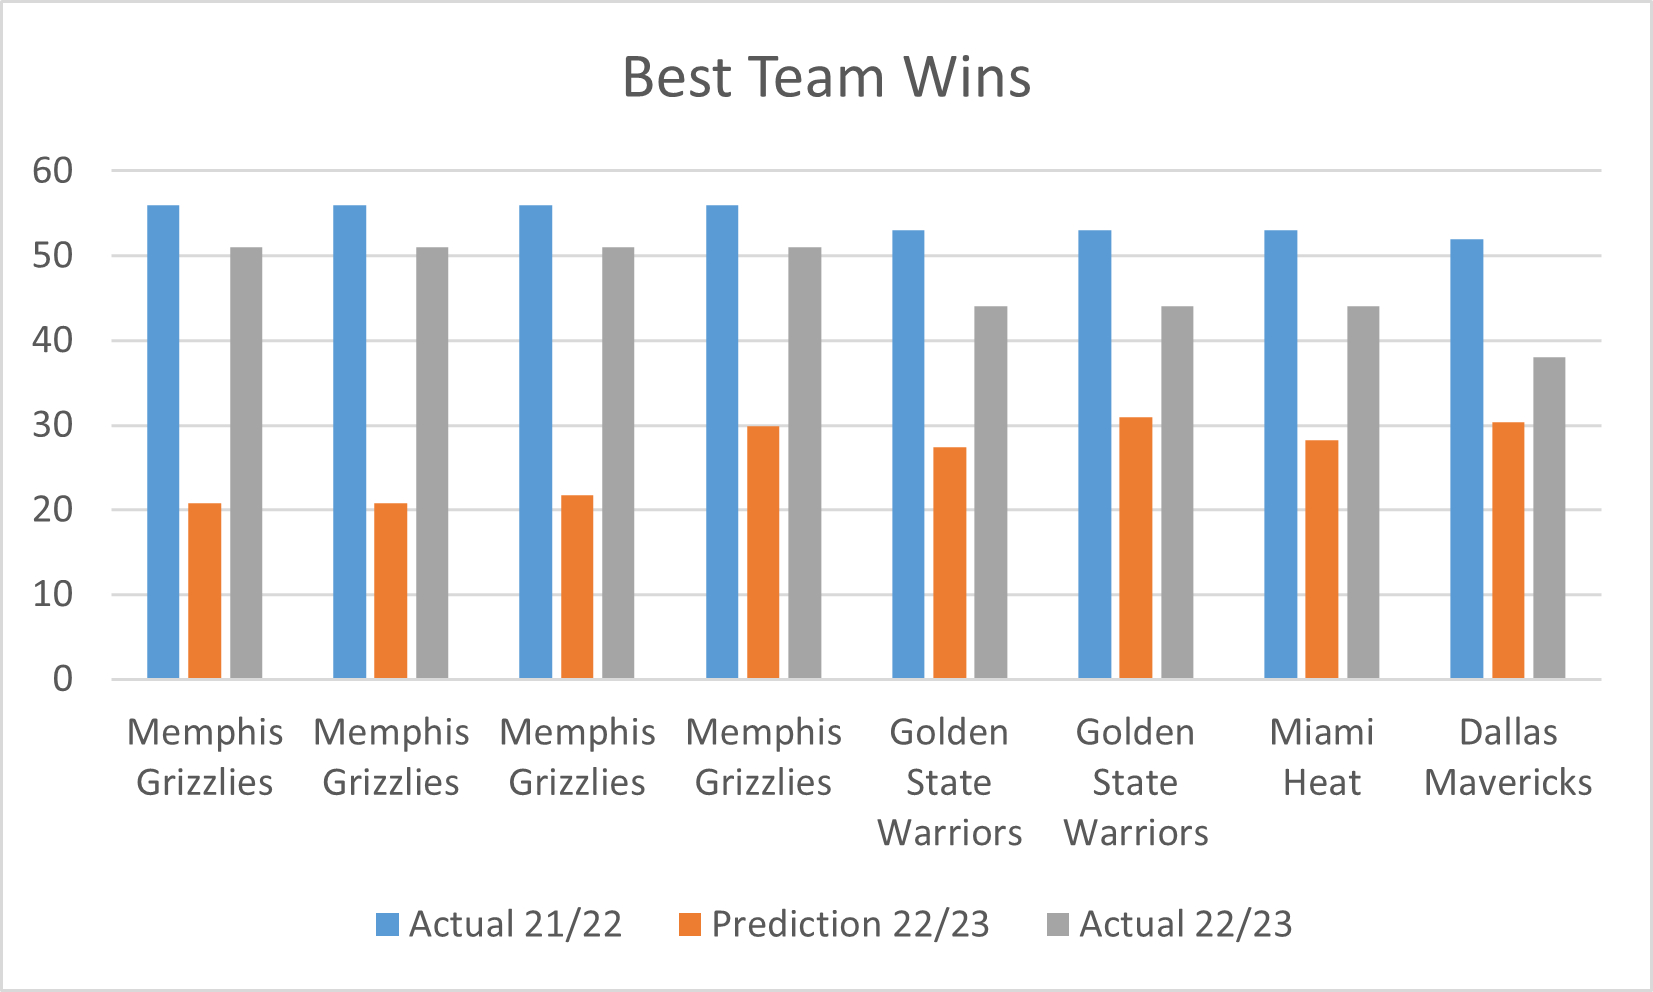 Best Team Wins
60
50
40
30
20
10
0
Memphis
Grizzlies
Memphis
Grizzlies
Memphis
Grizzlies
Memphis
Grizzlies
Golden
State
Warriors
Golden
State
Warriors
Miami
Heat
Dallas
Mavericks
Actual 21/22
Prediction 22/23
Actual 22/23